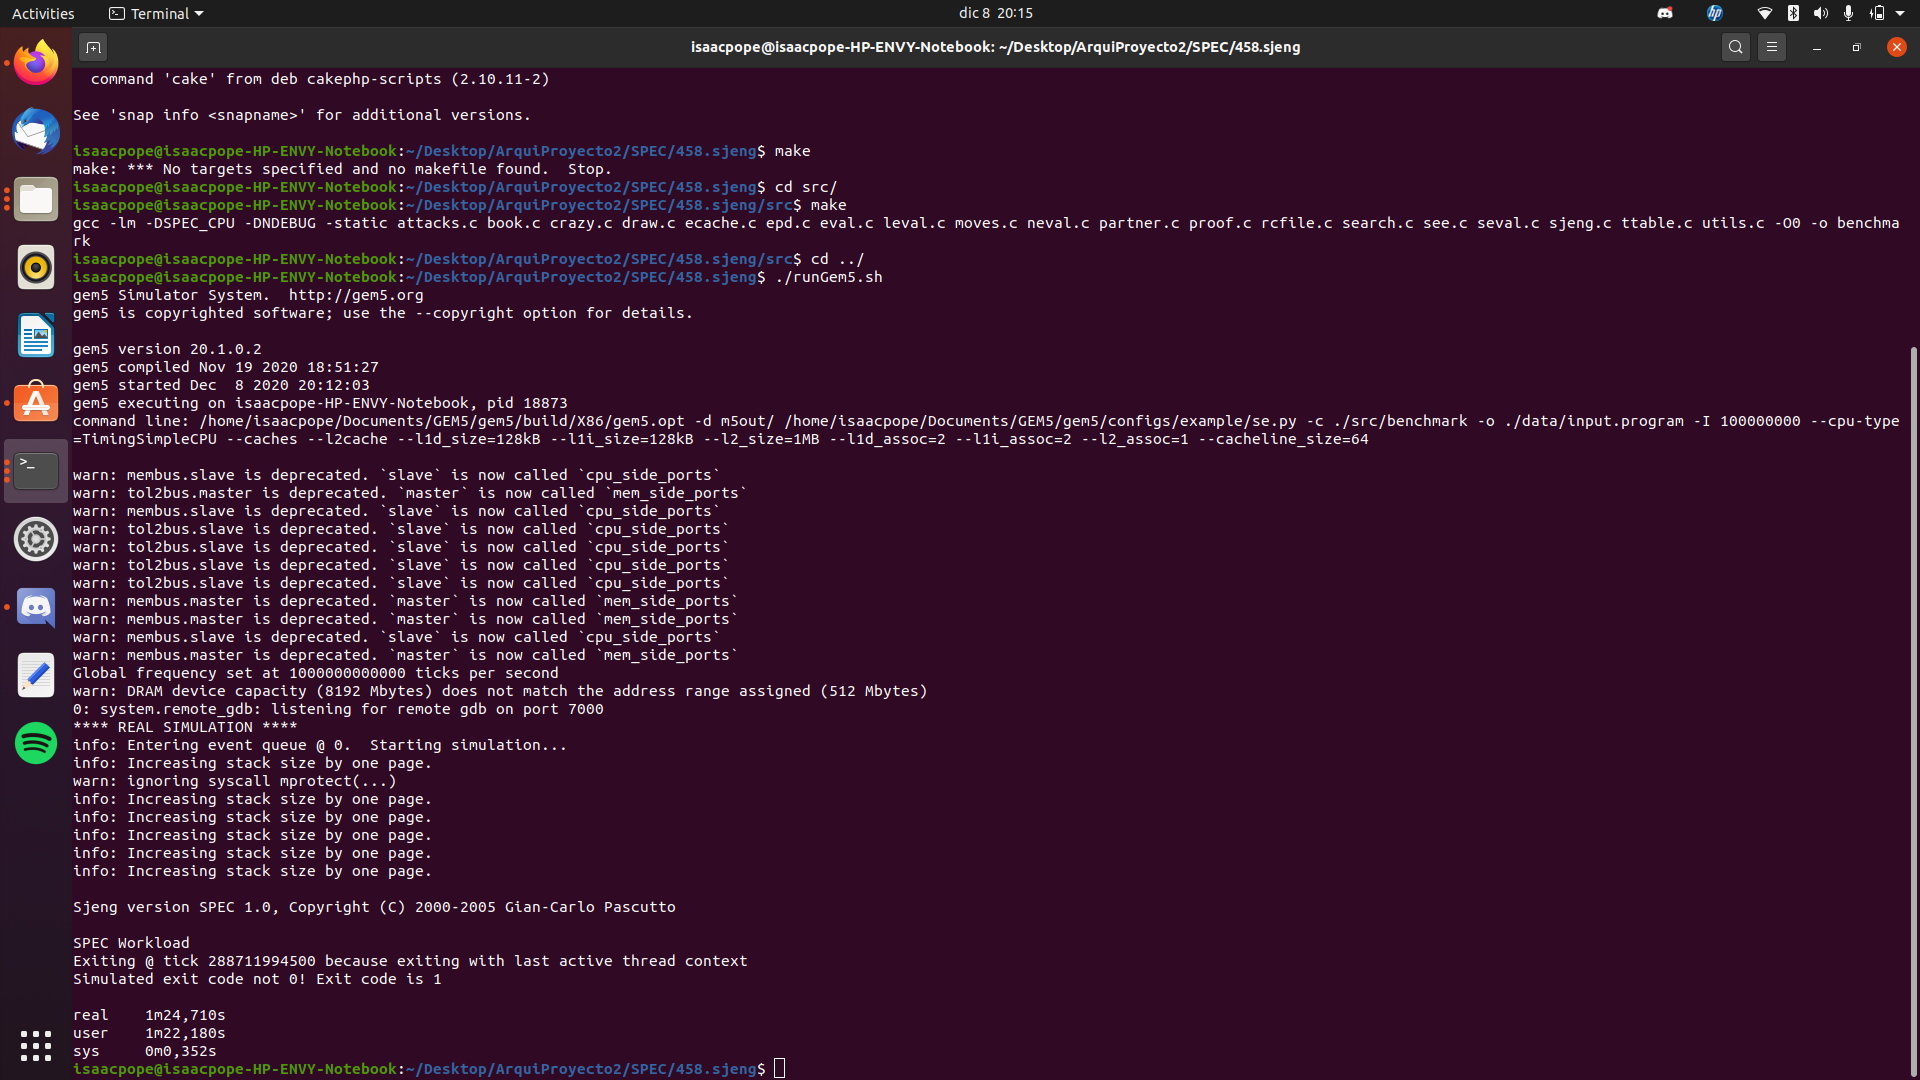 Activities
Terminal
dic 8 20:15
isaacpope@isaacpope-HP-ENVY-Notebook: ~/Desktop/ArquiProyecto2/SPEC/458.sjeng
command 'cake' from deb cakephp-scripts (2.10.11-2)
See 'snap info <snapname>' for additional versions.
isaacpope@isaacpope-HP-ENVY-Notebook:~/Desktop/ArquiProyecto2/SPEC/458.sjeng$ make
make: *** No targets specified and no makefile found.  Stop.
isaacpope@isaacpope-HP-ENVY-Notebook:~/Desktop/ArquiProyecto2/SPEC/458.sjeng$ cd src/
isaacpope@isaacpope-HP-ENVY-Notebook:~/Desktop/ArquiProyecto2/SPEC/458.sjeng/src$ make
gcc -lm -DSPEC_CPU -DNDEBUG -static attacks.c book.c crazy.c draw.c ecache.c epd.c eval.c leval.c moves.c neval.c partner.c proof.c rcfile.c search.c see.c seval.c sjeng.c ttable.c utils.c -O0 -o benchma
rk
isaacpope@isaacpope-HP-ENVY-Notebook:~/Desktop/ArquiProyecto2/SPEC/458.sjeng/src$ cd ../
isaacpope@isaacpope-HP-ENVY-Notebook:~/Desktop/ArquiProyecto2/SPEC/458.sjeng$ ./runGem5.sh
gem5 Simulator System.  http://gem5.org
gem5 is copyrighted software; use the --copyright option for details.
gem5 version 20.1.0.2
gem5 compiled Nov 19 2020 18:51:27
gem5 started Dec  8 2020 20:12:03
gem5 executing on isaacpope-HP-ENVY-Notebook, pid 18873
command line: /home/isaacpope/Documents/GEM5/gem5/build/X86/gem5.opt -d m5out/ /home/isaacpope/Documents/GEM5/gem5/configs/example/se.py -c ./src/benchmark -o ./data/input.program -I 100000000 --cpu-type
=TimingSimpleCPU --caches --l2cache --l1d_size=128kB --l1i_size=128kB --l2_size=1MB --l1d_assoc=2 --l1i_assoc=2 --l2_assoc=1 --cacheline_size=64
warn: membus.slave is deprecated. `slave` is now called `cpu_side_ports`
warn: tol2bus.master is deprecated. `master` is now called `mem_side_ports`
warn: membus.slave is deprecated. `slave` is now called `cpu_side_ports`
warn: tol2bus.slave is deprecated. `slave` is now called `cpu_side_ports`
warn: tol2bus.slave is deprecated. `slave` is now called `cpu_side_ports`
warn: tol2bus.slave is deprecated. `slave` is now called `cpu_side_ports`
warn: tol2bus.slave is deprecated. `slave` is now called `cpu_side_ports`
warn: membus.master is deprecated. `master` is now called `mem_side_ports`
warn: membus.master is deprecated. `master` is now called `mem_side_ports`
warn: membus.slave is deprecated. `slave` is now called `cpu_side_ports`
warn: membus.master is deprecated. `master` is now called `mem_side_ports`
Global frequency set at 1000000000000 ticks per second
warn: DRAM device capacity (8192 Mbytes) does not match the address range assigned (512 Mbytes)
0: system.remote_gdb: listening for remote gdb on port 7000
**** REAL SIMULATION ****
info: Entering event queue @ 0.  Starting simulation...
info: Increasing stack size by one page.
warn: ignoring syscall mprotect(...)
info: Increasing stack size by one page.
info: Increasing stack size by one page.
info: Increasing stack size by one page.
info: Increasing stack size by one page.
info: Increasing stack size by one page.
Sjeng version SPEC 1.0, Copyright (C) 2000-2005 Gian-Carlo Pascutto
SPEC Workload
Exiting @ tick 288711994500 because exiting with last active thread context
Simulated exit code not 0! Exit code is 1
real    1m24,710s
user    1m22,180s
sys     0m0,352s
isaacpope@isaacpope-HP-ENVY-Notebook:~/Desktop/ArquiProyecto2/SPEC/458.sjeng$